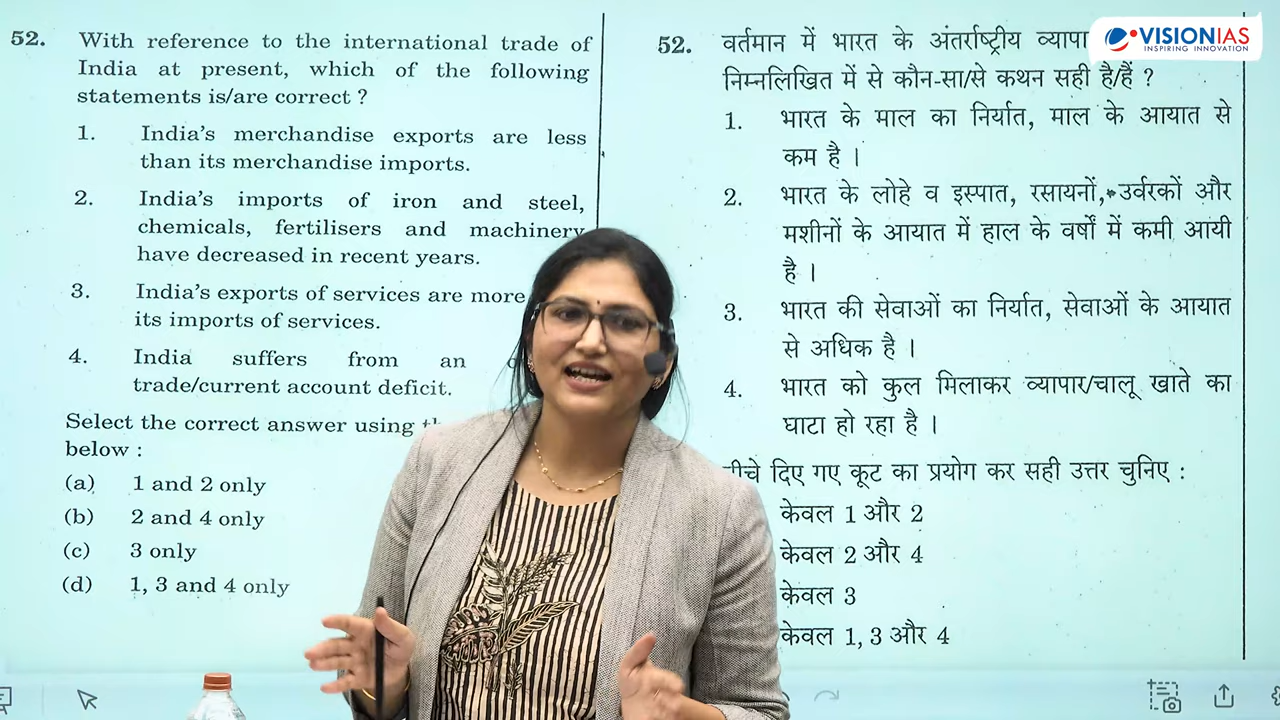 52. With reference to the international trade of
India at present, which of the following
statements is/are correct ?
1. India's merchandise exports are less
than its merchandise imports.
2. India's imports of iron and steel,
chemicals, fertilisers and machinery
have decreased in recent years.
3. India's exports of services are more
its imports of services.
4. India suffers from an
trade/current account deficit.
Select the correct answer using
below :
(a) 1 and 2 only
(b) 2 and 4 only
(c) 3 only
(d) 1, 3 and 4 only
52. वर्तमान में भारत के अंतर्राष्ट्रीय
निम्नलिखित में से कौन-सा/से कथन सही है/हैं ?
1. भारत के माल का निर्यात, माल के आयात से
कम है ।
2. भारत के लोहे व इस्पात, रसायनों, उर्वरकों और
मशीनों के आयात में हाल के वर्षों में कमी आयी
है ।
3. भारत की सेवाओं का निर्यात, सेवाओं के आयात
से अधिक है ।
4. भारत को कुल मिलाकर व्यापार/चालू खाते का
घाटा हो रहा है ।
दिए गए कूट का प्रयोग कर सही उत्तर चुनिए :
केवल 1 और 2
केवल 2 और 4
केवल 3
केवल 1, 3 और 4
VISIONIAS
INSPIRING INNOVATION